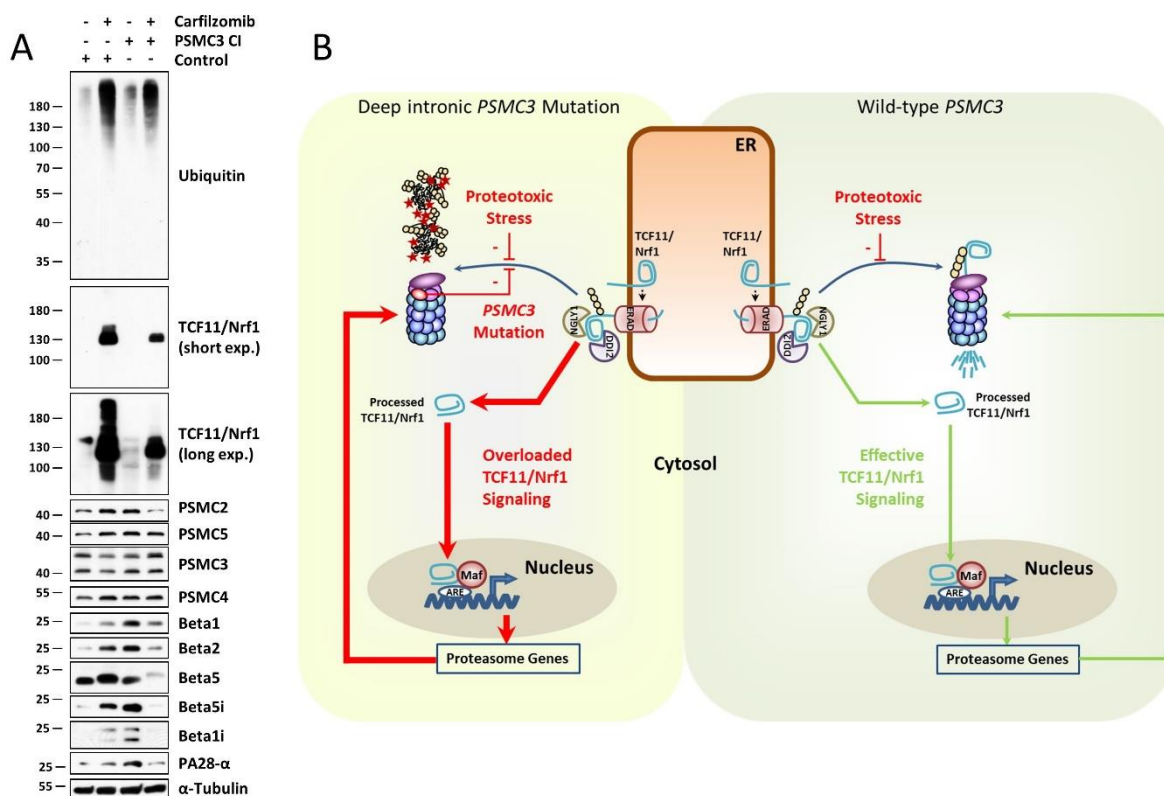 A
- + - + Carfilzomib
- - + + PSMC3 CI
+ + - - Control
180
130
100
70
55
40
35
Ubiquitin
180
130
100
TCF11/Nrf1
(short exp.)
180
130
100
TCF11/Nrf1
(long exp.)
40
PSMC2
40
PSMC5
40
PSMC3
55
PSMC4
25
Beta1
25
Beta2
25
Beta5
25
Beta5i
25
Beta1i
25
PA28-α
55
α-Tubulin
B
Deep intronic PSMC3 Mutation
Wild-type PSMC3
ER
Proteotoxic
Stress
-
-
PSMC3
Mutation
TCF11/
Nrf1
ERAD
NGLY1
DDI2
TCF11/
Nrf1
ERAD
NGLY1
DDI2
Proteotoxic
Stress
-
Processed
TCF11/Nrf1
Processed
TCF11/Nrf1
Overloaded
TCF11/Nrf1
Signaling
Cytosol
Effective
TCF11/Nrf1
Signaling
Maf
ARE
Nucleus
Maf
ARE
Nucleus
Proteasome Genes
Proteasome Genes